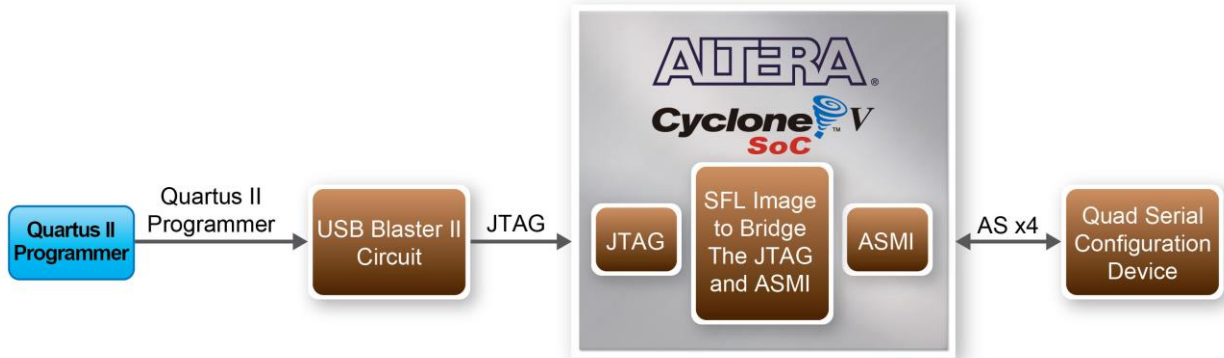 ALTERA®
Cyclone™ V
SoC
Quartus II
Programmer
Quartus II
Programmer
USB Blaster II
Circuit
JTAG
JTAG
SFL Image
to Bridge
The JTAG
and ASMI
ASMI
AS x4
Quad Serial
Configuration
Device